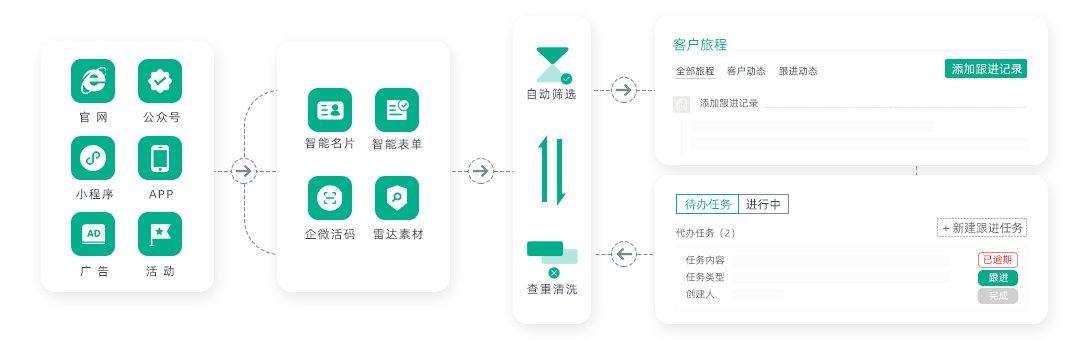 官 网
公众号
小程序
APP
AD
广 告
活 动
智能名片
智能表单
企微活码
雷达素材
自动筛选
查重清洗
客户旅程
全部旅程 客户动态 跟进动态
添加跟进记录
添加跟进记录
待办任务 进行中
代办任务（2）
+ 新建跟进任务
任务内容
已逾期
任务类型
跟进
创建人
完成